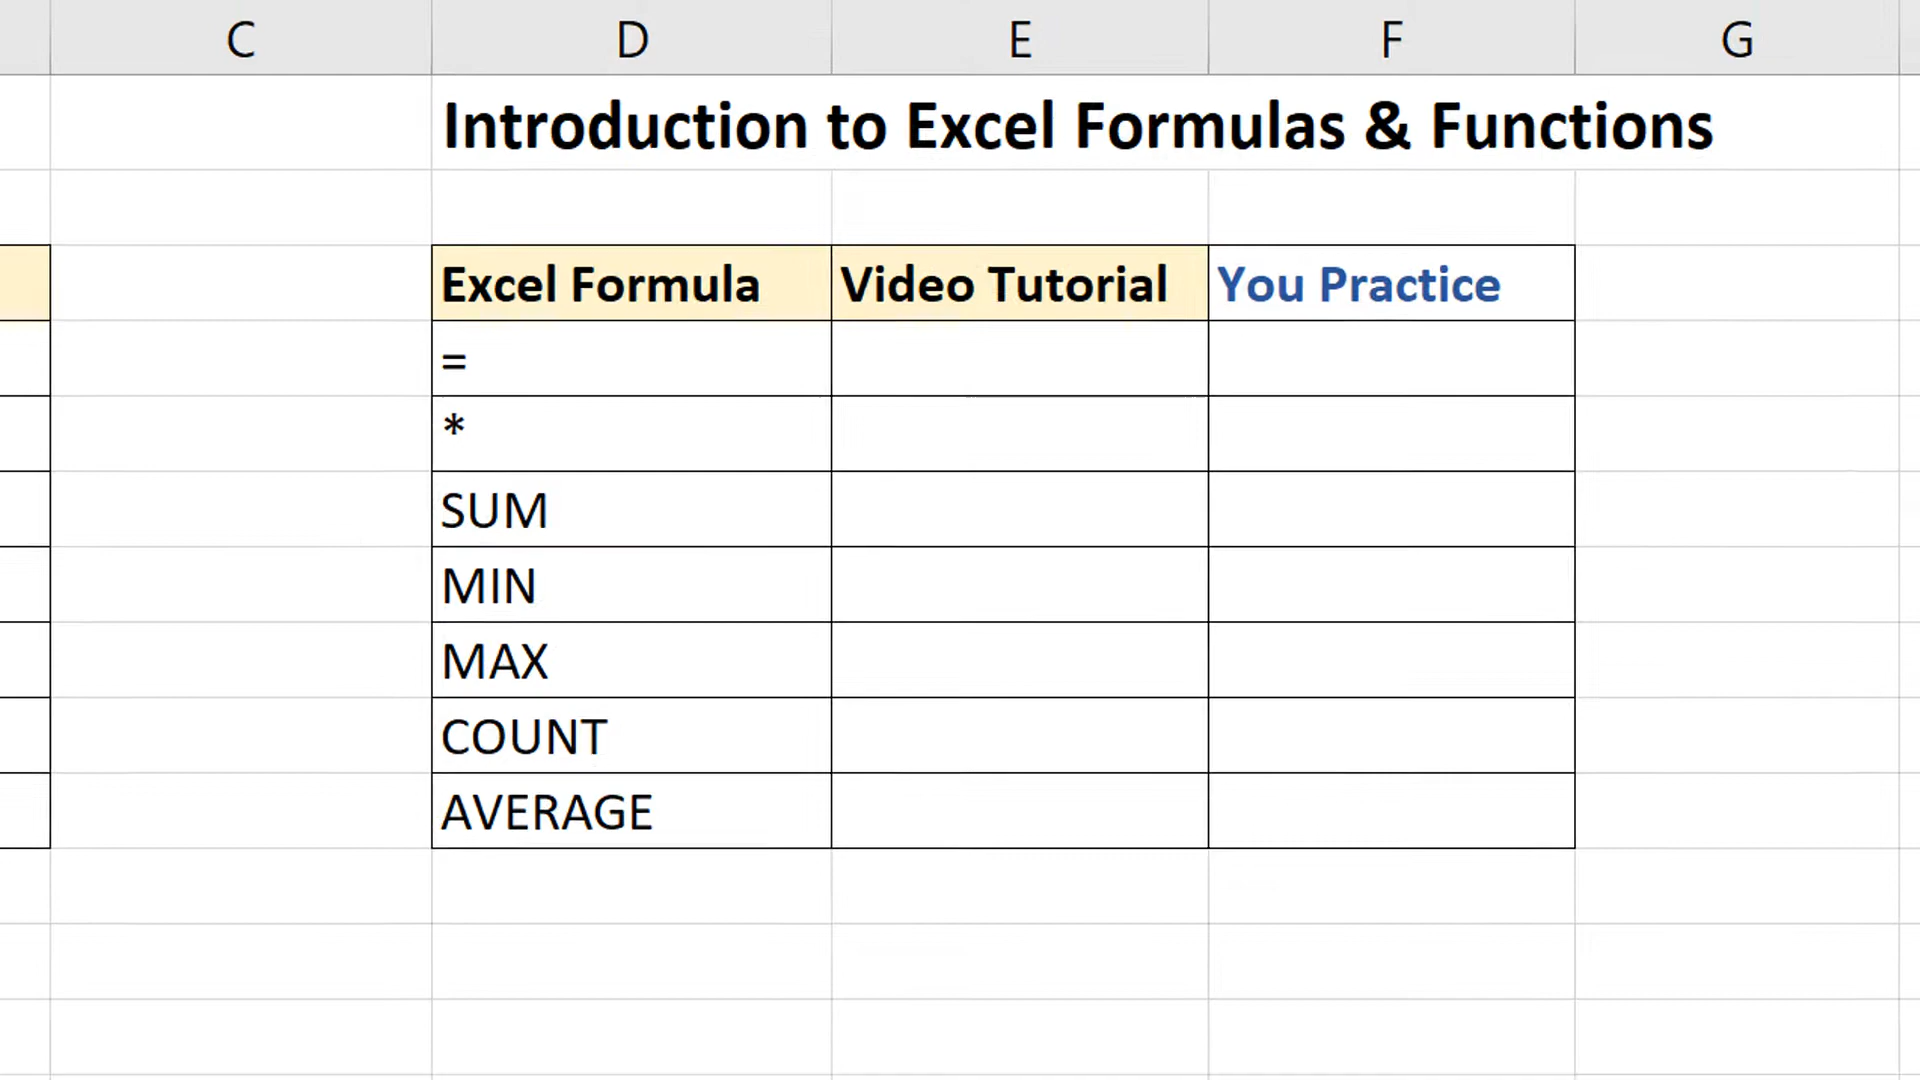 C D E F G
Introduction to Excel Formulas & Functions
Excel Formula Video Tutorial You Practice
=
*
SUM
MIN
MAX
COUNT
AVERAGE